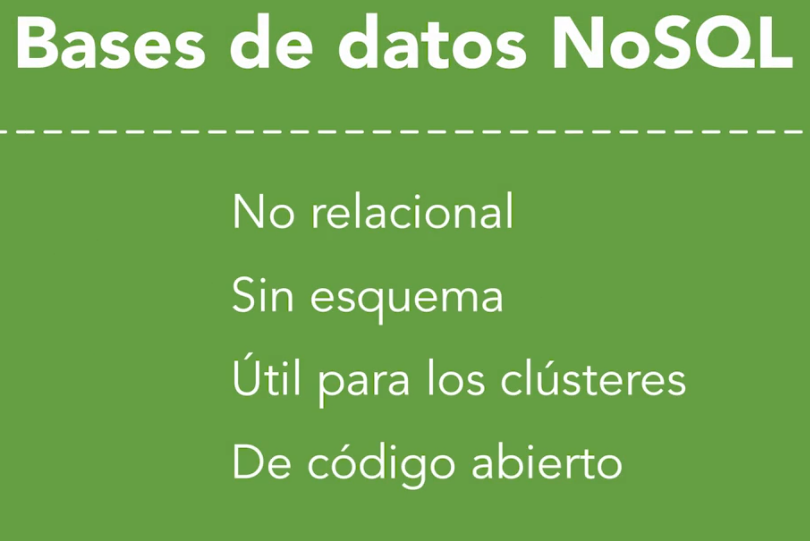 Bases de datos NoSQL
No relacional
Sin esquema
Útil para los clústeres
De código abierto